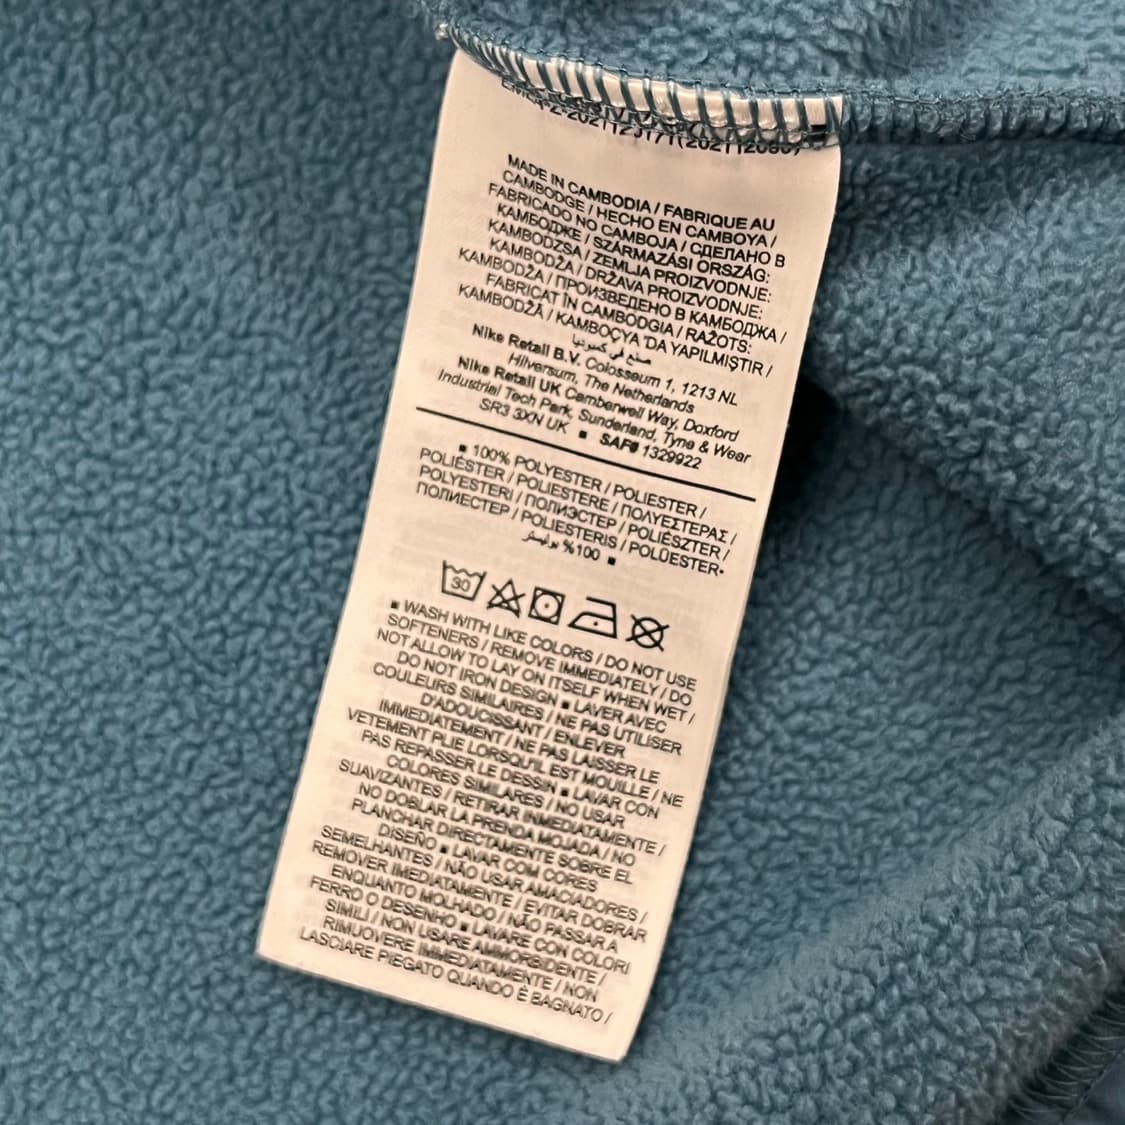 MADE IN CAMBODIA / FABRIQUE AU
CAMBODGE / HECHO EN CAMBOYA /
FABRICADO NO CAMBOJA / СДЕЛАНО В
КАМБОДЖЕ / SZÁRMAZÁSI ORSZÁG:
KAMBODZSA / ZEMLJA PROIZVODNJE:
KAMBODŽA / DRŽAVA PROIZVODNJE:
KAMBODŽA / ПРОИЗВЕДЕНО В КАМБОДЖА /
FABRICAT ÎN CAMBODGIA / RAŽOTS:
KAMBODŽĀ / KAMBOÇYA 'DA YAPILMIŞTIR /
صنع في كمبوديا
Nike Retail B.V. Colosseum 1, 1213 NL
Hilversum, The Netherlands
Nike Retail UK Camberwell Way, Doxford
Industrial Tech Park, Sunderland, Tyne & Wear
SR3 3XN UK ▪ SAF# 1329922
▪ 100% POLYESTER / POLIESTER /
POLIÉSTER / POLIESTERE / ΠΟΛΥΕΣΤΕΡΑΣ /
POLYESTERI / ПОЛИЭСТЕР / POLIÉSZTER /
ПОЛИЕСТЕР / POLIESTERIS / POLÜESTER▪
100% بوليستر ▪
30
▪ WASH WITH LIKE COLORS / DO NOT USE
SOFTENERS / REMOVE IMMEDIATELY / DO
NOT ALLOW TO LAY ON ITSELF WHEN WET /
DO NOT IRON DESIGN ▪ LAVER AVEC
COULEURS SIMILAIRES / NE PAS UTILISER
D'ADOUCISSANT / ENLEVER
IMMEDIATEMENT / NE PAS LAISSER LE
VETEMENT PLIE LORSQU'IL EST MOUILLE / NE
PAS REPASSER LE DESSIN ▪ LAVAR CON
COLORES SIMILARES / NO USAR
SUAVIZANTES / RETIRAR INMEDIATAMENTE /
NO DOBLAR LA PRENDA MOJADA / NO
PLANCHAR DIRECTAMENTE SOBRE EL
DISEÑO ▪ LAVAR COM CORES
SEMELHANTES / NÃO USAR AMACIADORES /
REMOVER IMEDIATAMENTE / EVITAR DOBRAR
ENQUANTO MOLHADO / NÃO PASSAR A
FERRO O DESENHO ▪ LAVARE CON COLORI
SIMILI / NON USARE AMMORBIDENTE /
RIMUOVERE IMMEDIATAMENTE / NON
LASCIARE PIEGATO QUANDO È BAGNATO /